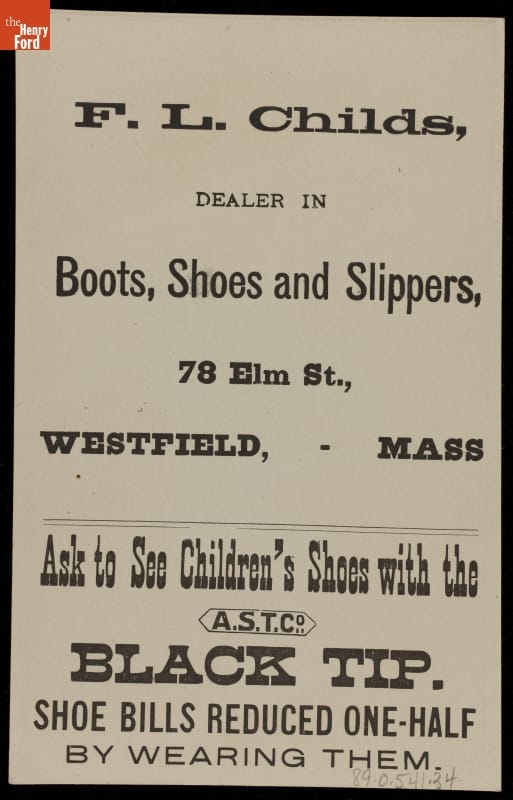 the
Henry
Ford
F. L. Childs,
DEALER IN
Boots, Shoes and Slippers,
78 Elm St.,
WESTFIELD, - MASS
Ask to See Children's Shoes with the
A.S.T.Co.
BLACK TIP.
SHOE BILLS REDUCED ONE-HALF
BY WEARING THEM.
89.0.541.34